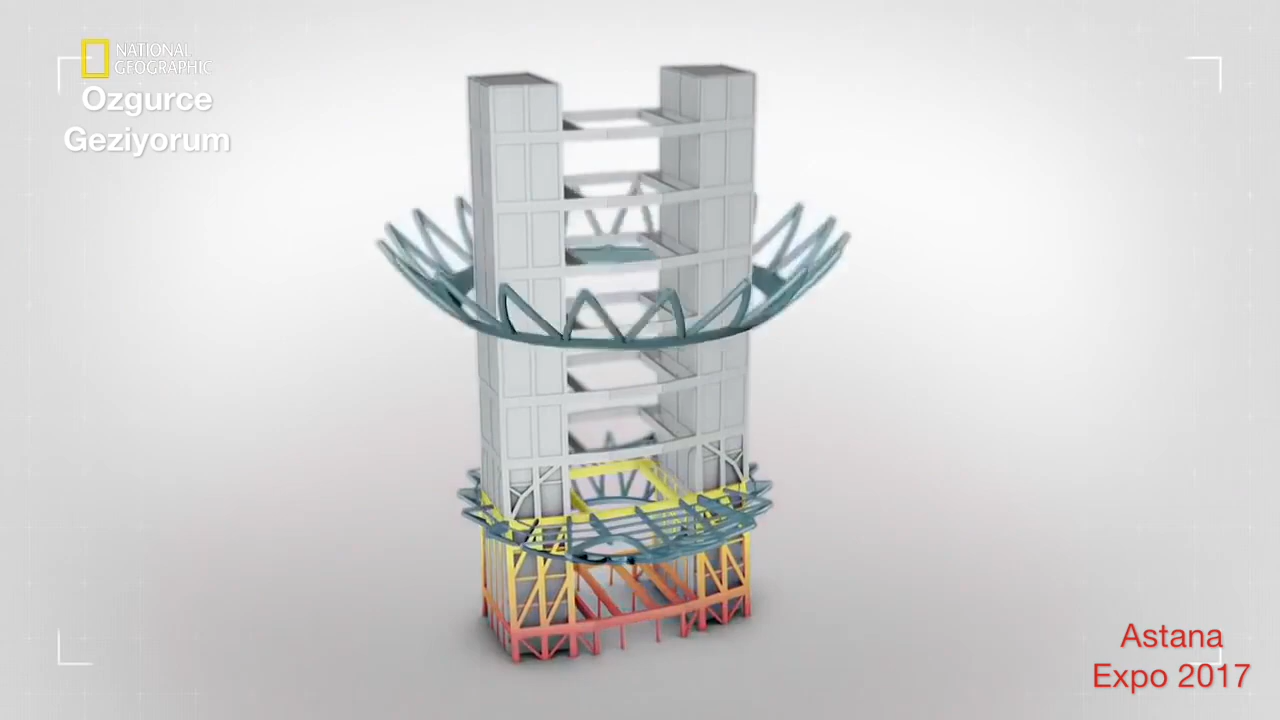 NATIONAL
GEOGRAPHIC
Ozgurce
Geziyorum
Astana
Expo 2017